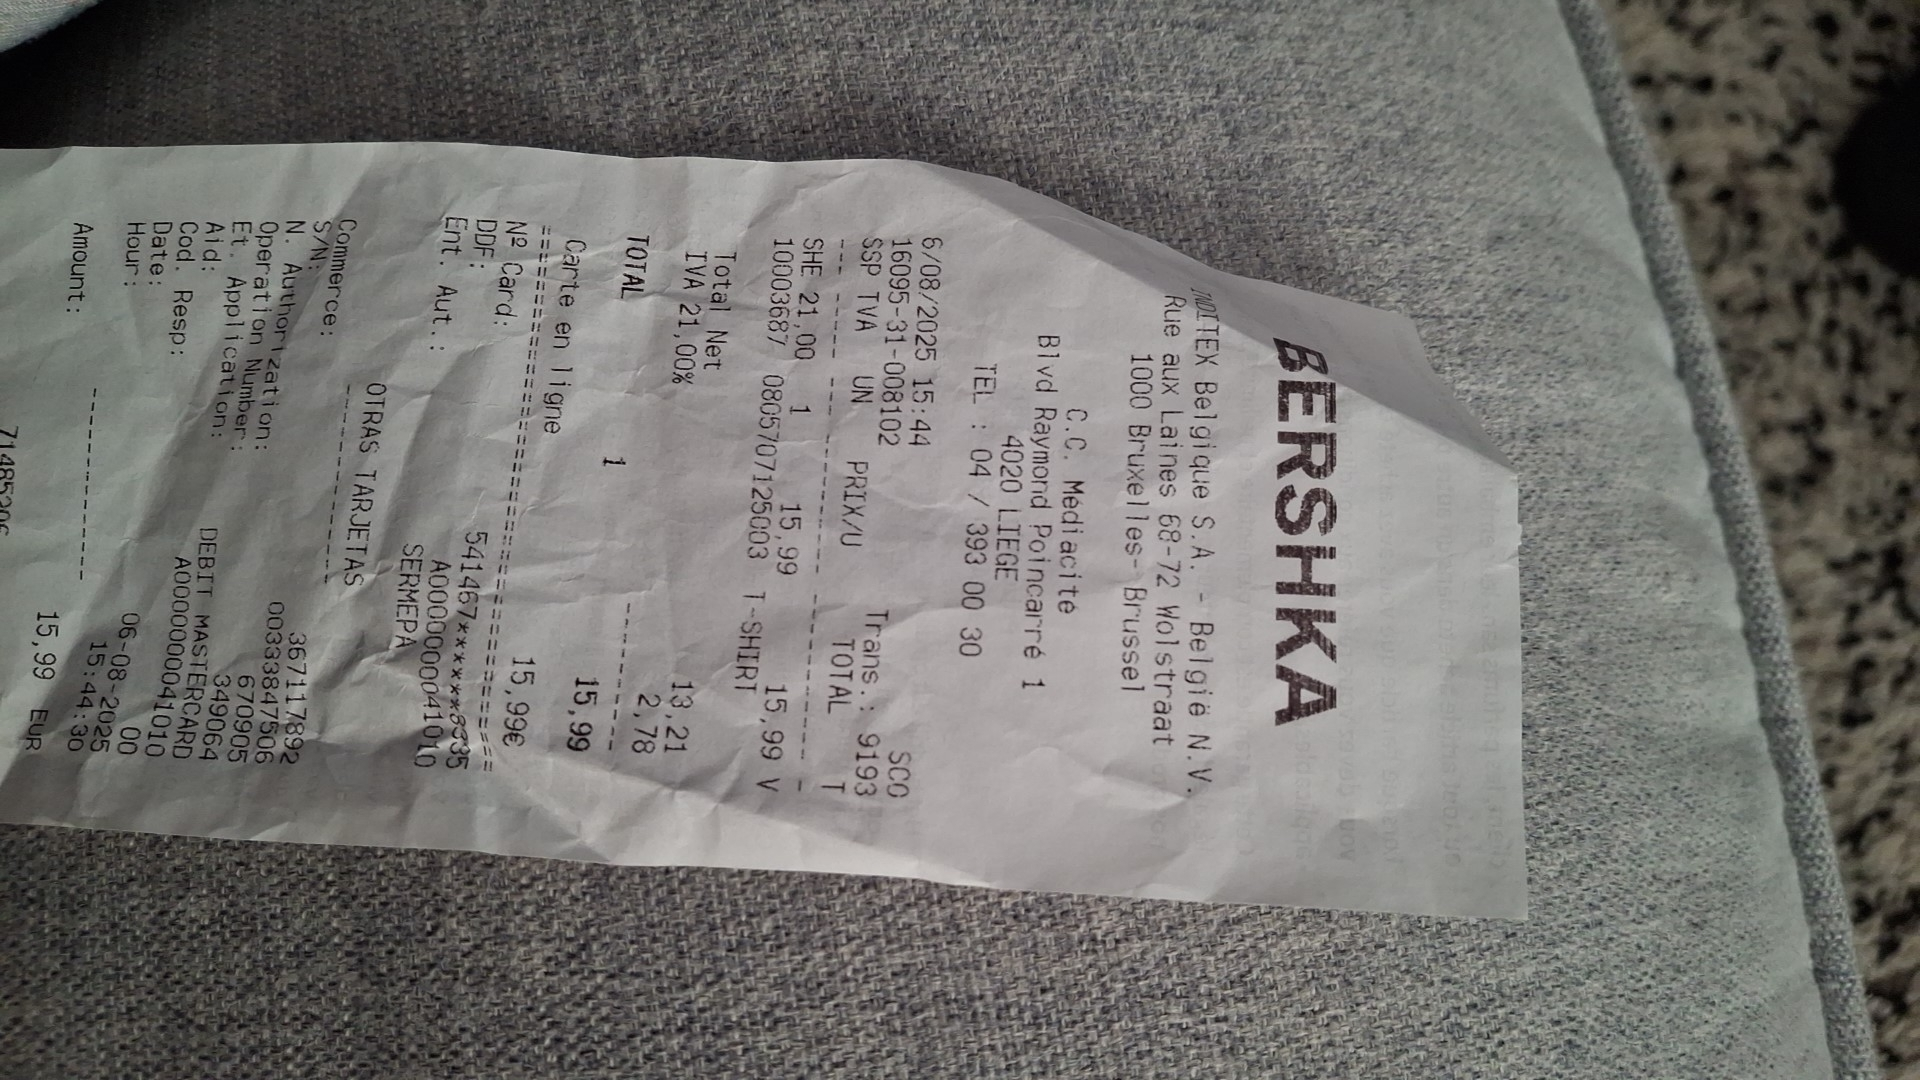 BERSHKA
INDITEX Belgique S.A. - België N.V.
Rue aux Laines 68-72 Wolstraat
1000 Bruxelles- Brussel
C.C. Médiacité
Blvd Raymond Poincarré 1
4020 LIEGE
TEL : 04 / 393 00 30
6/08/2025 15:44 SCO
16095-31-008102 Trans.: 9193
SSP TVA UN PRIX/U TOTAL T
--- ----- --- ---------- ---------- -
SHE 21,00 1 15,99 15,99 V
10003687 0805707125003 T-SHIRT
Total Net 13,21
IVA 21,00% 2,78
----------
TOTAL 1 15,99
Carte en ligne 15,99€
========================================
Nº Card: 541467******8335
DDF: A0000000041010
Ent. Aut.: SERMEPA
OTRAS TARJETAS
----------------
Commerce: 367117892
S/N: 00333847506
N. Authorization: 670905
Operation Number: 349064
Et. Application: DEBIT MASTERCARD
Aid: A0000000041010
Cod. Resp: 00
Date: 06-08-2025
Hour: 15:44:30
----------------
Amount: 15,99 EUR